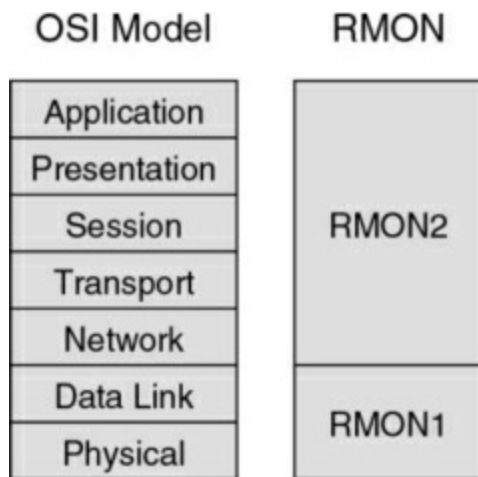 OSI Model
RMON
Application
Presentation
Session
Transport
Network
Data Link
Physical
RMON2
RMON1